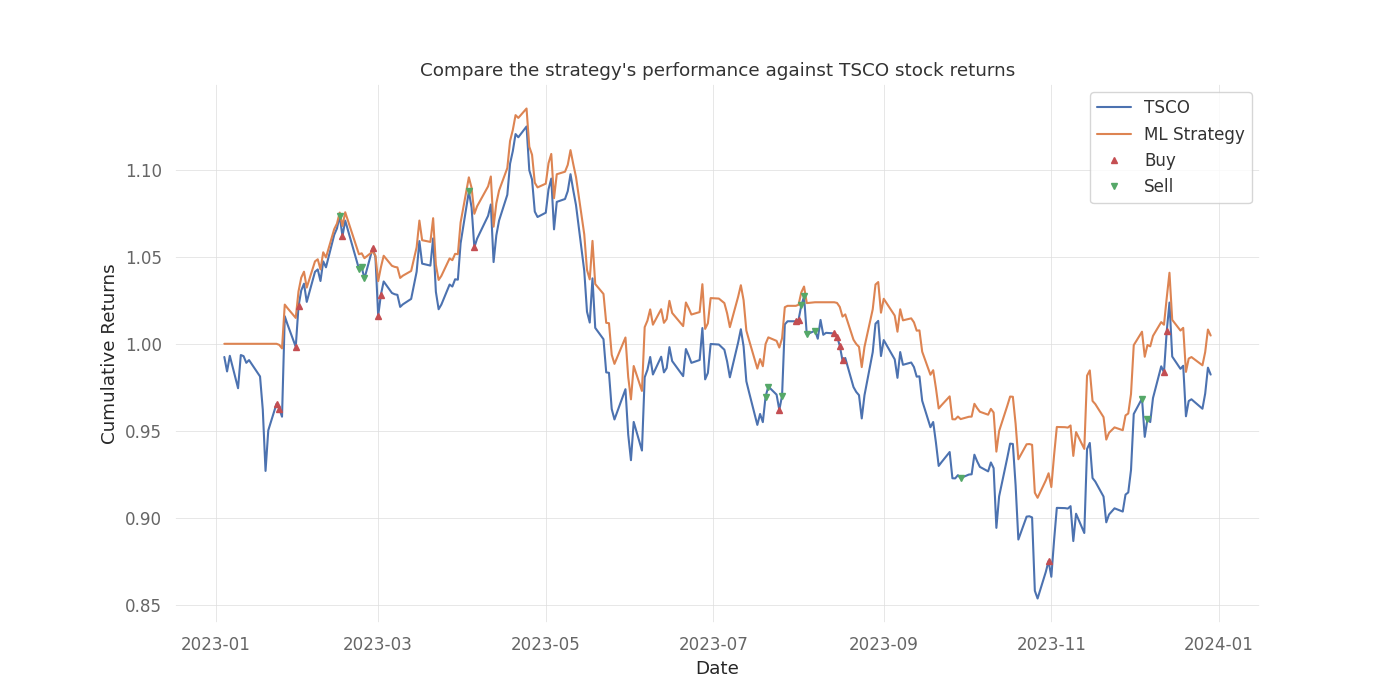 Compare the strategy's performance against TSCO stock returns
TSCO
ML Strategy
Buy
Sell
Cumulative Returns
1.10
1.05
1.00
0.95
0.90
0.85
2023-01
2023-03
2023-05
2023-07
2023-09
2023-11
2024-01
Date